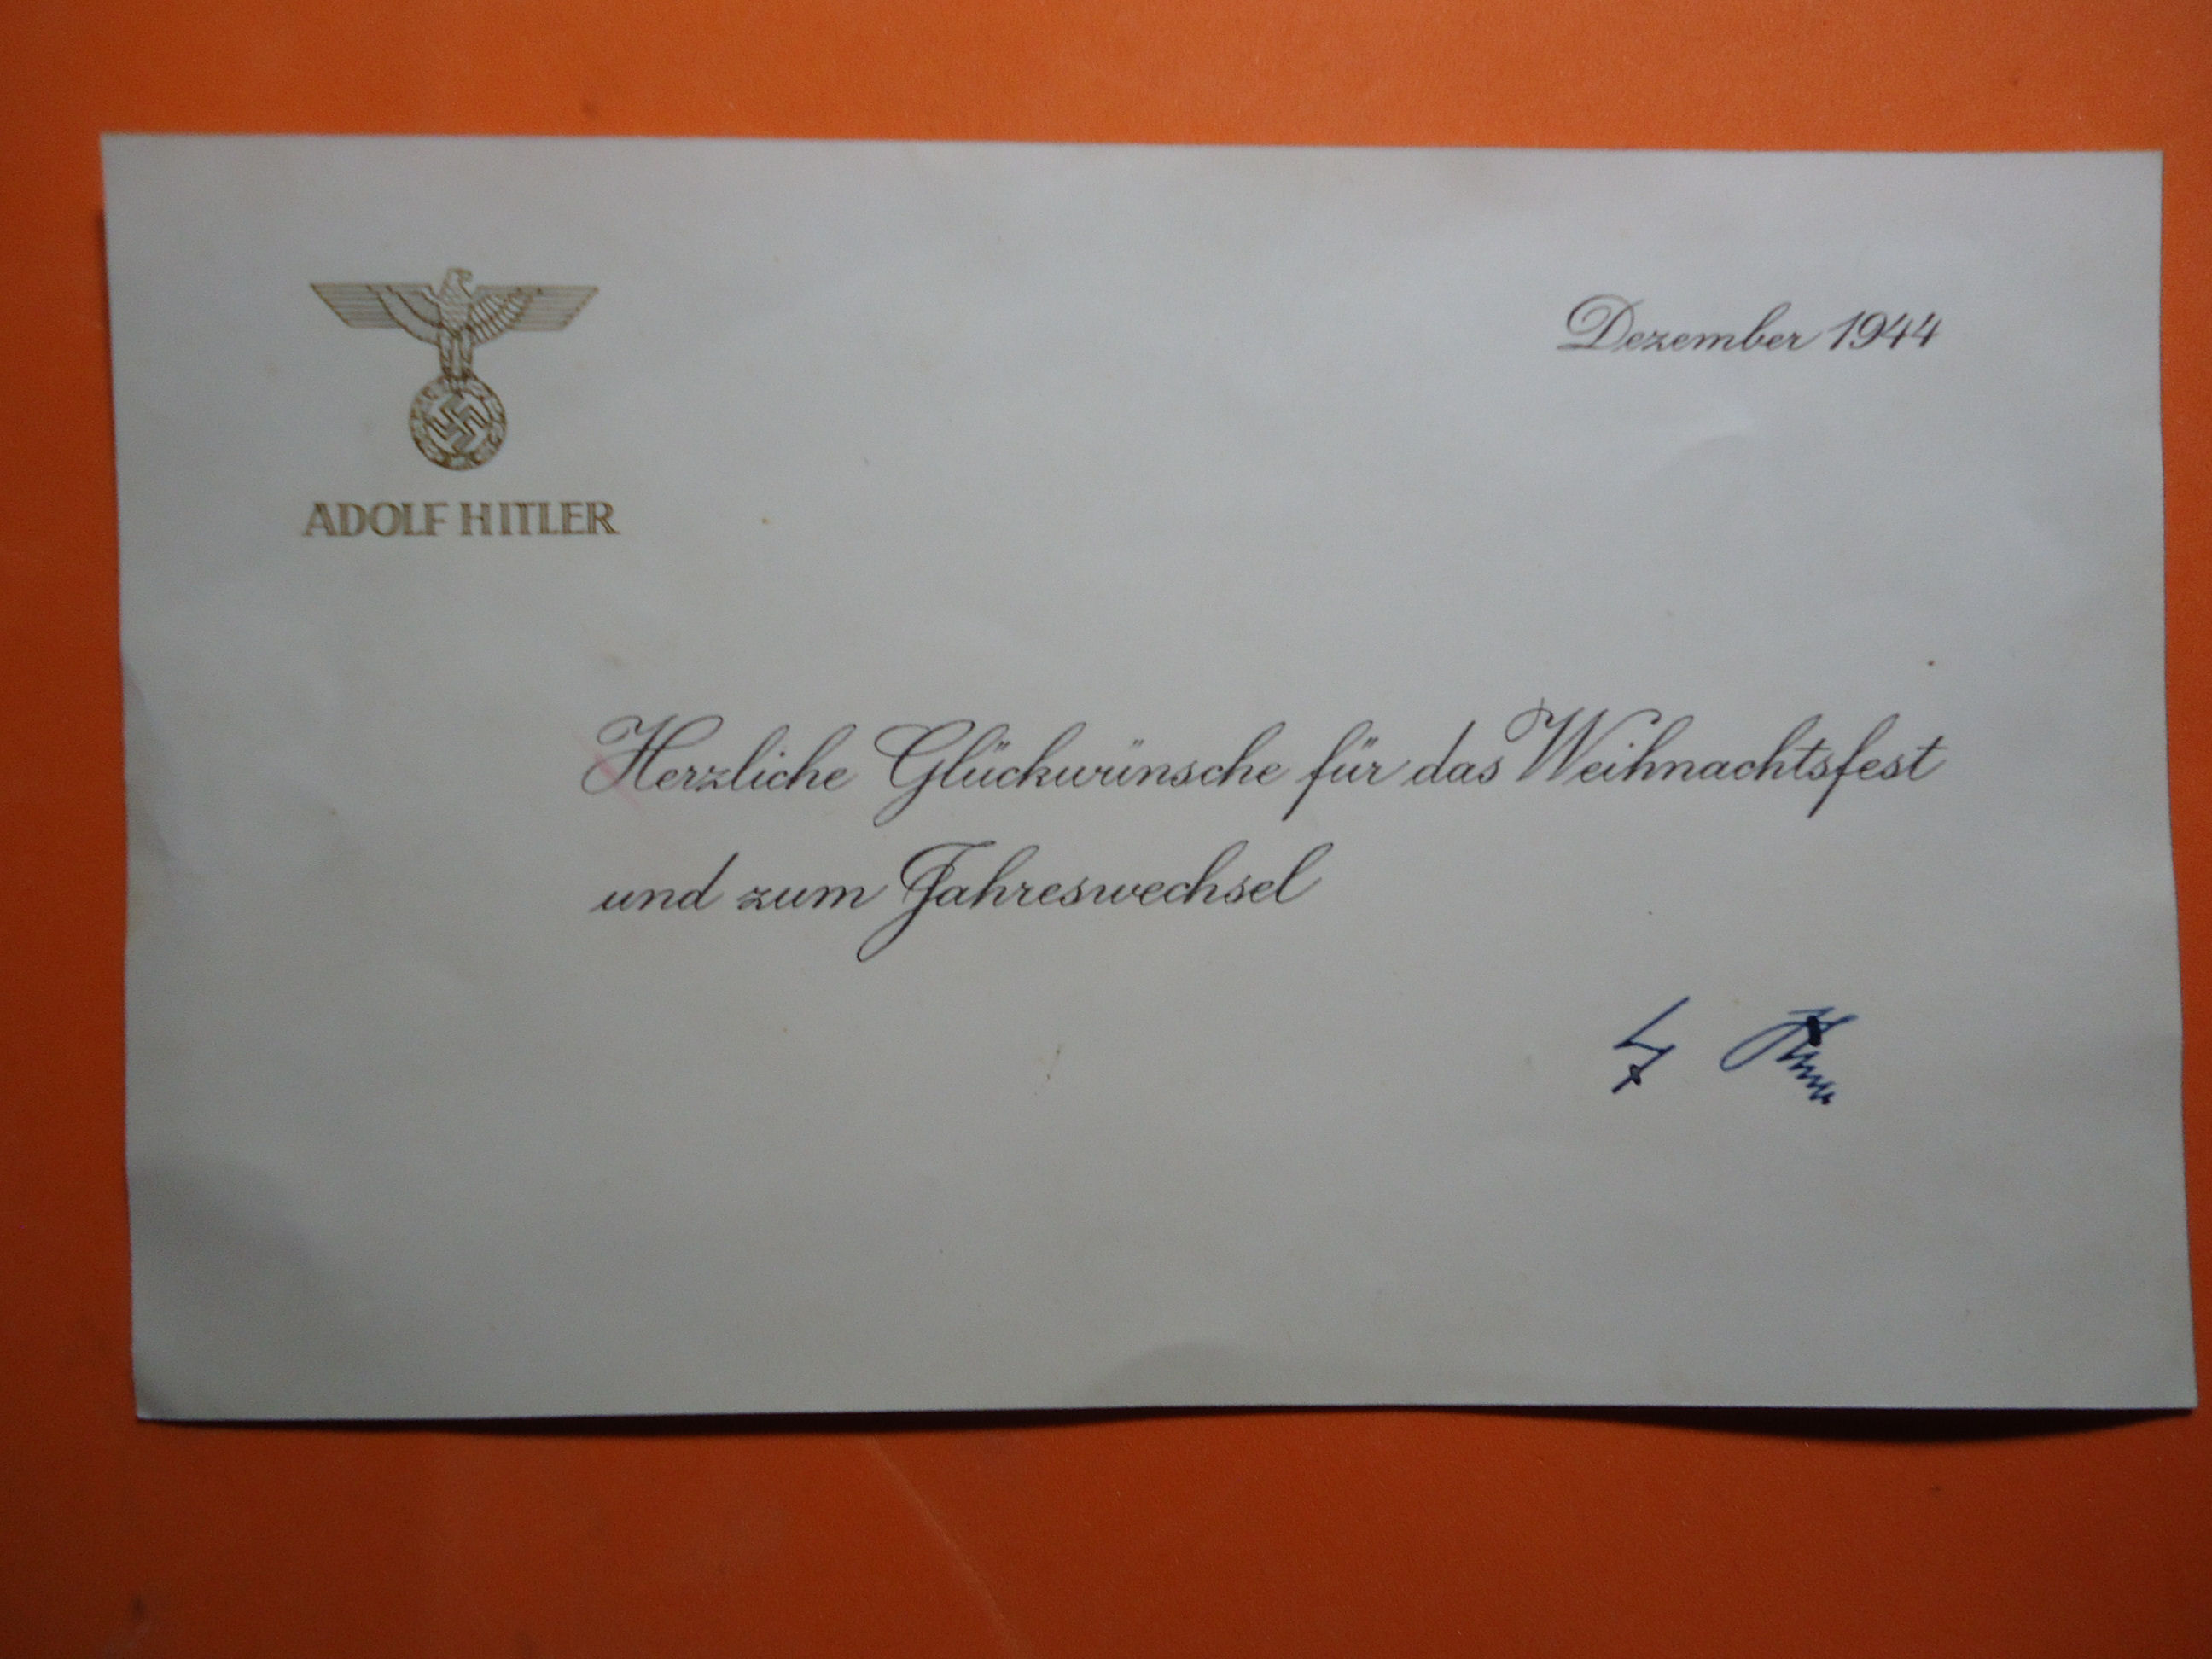 Dezember 1944
ADOLF HITLER
Herzliche Glückwünsche für das Weihnachtsfest
und zum Jahreswechsel